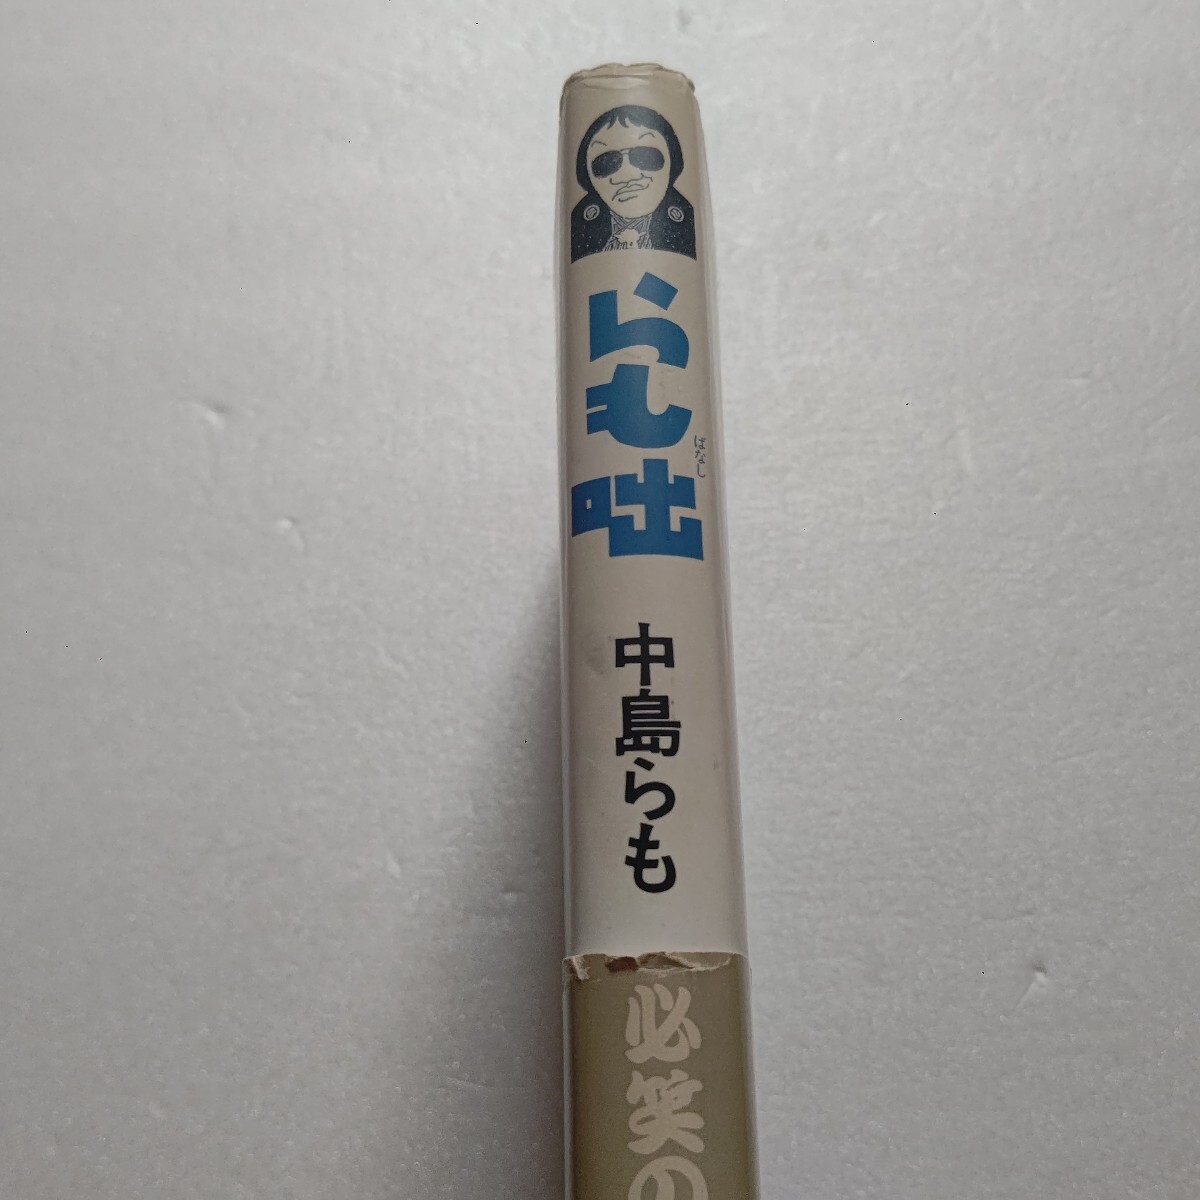 らも咄
ばなし
中島らも
必笑の